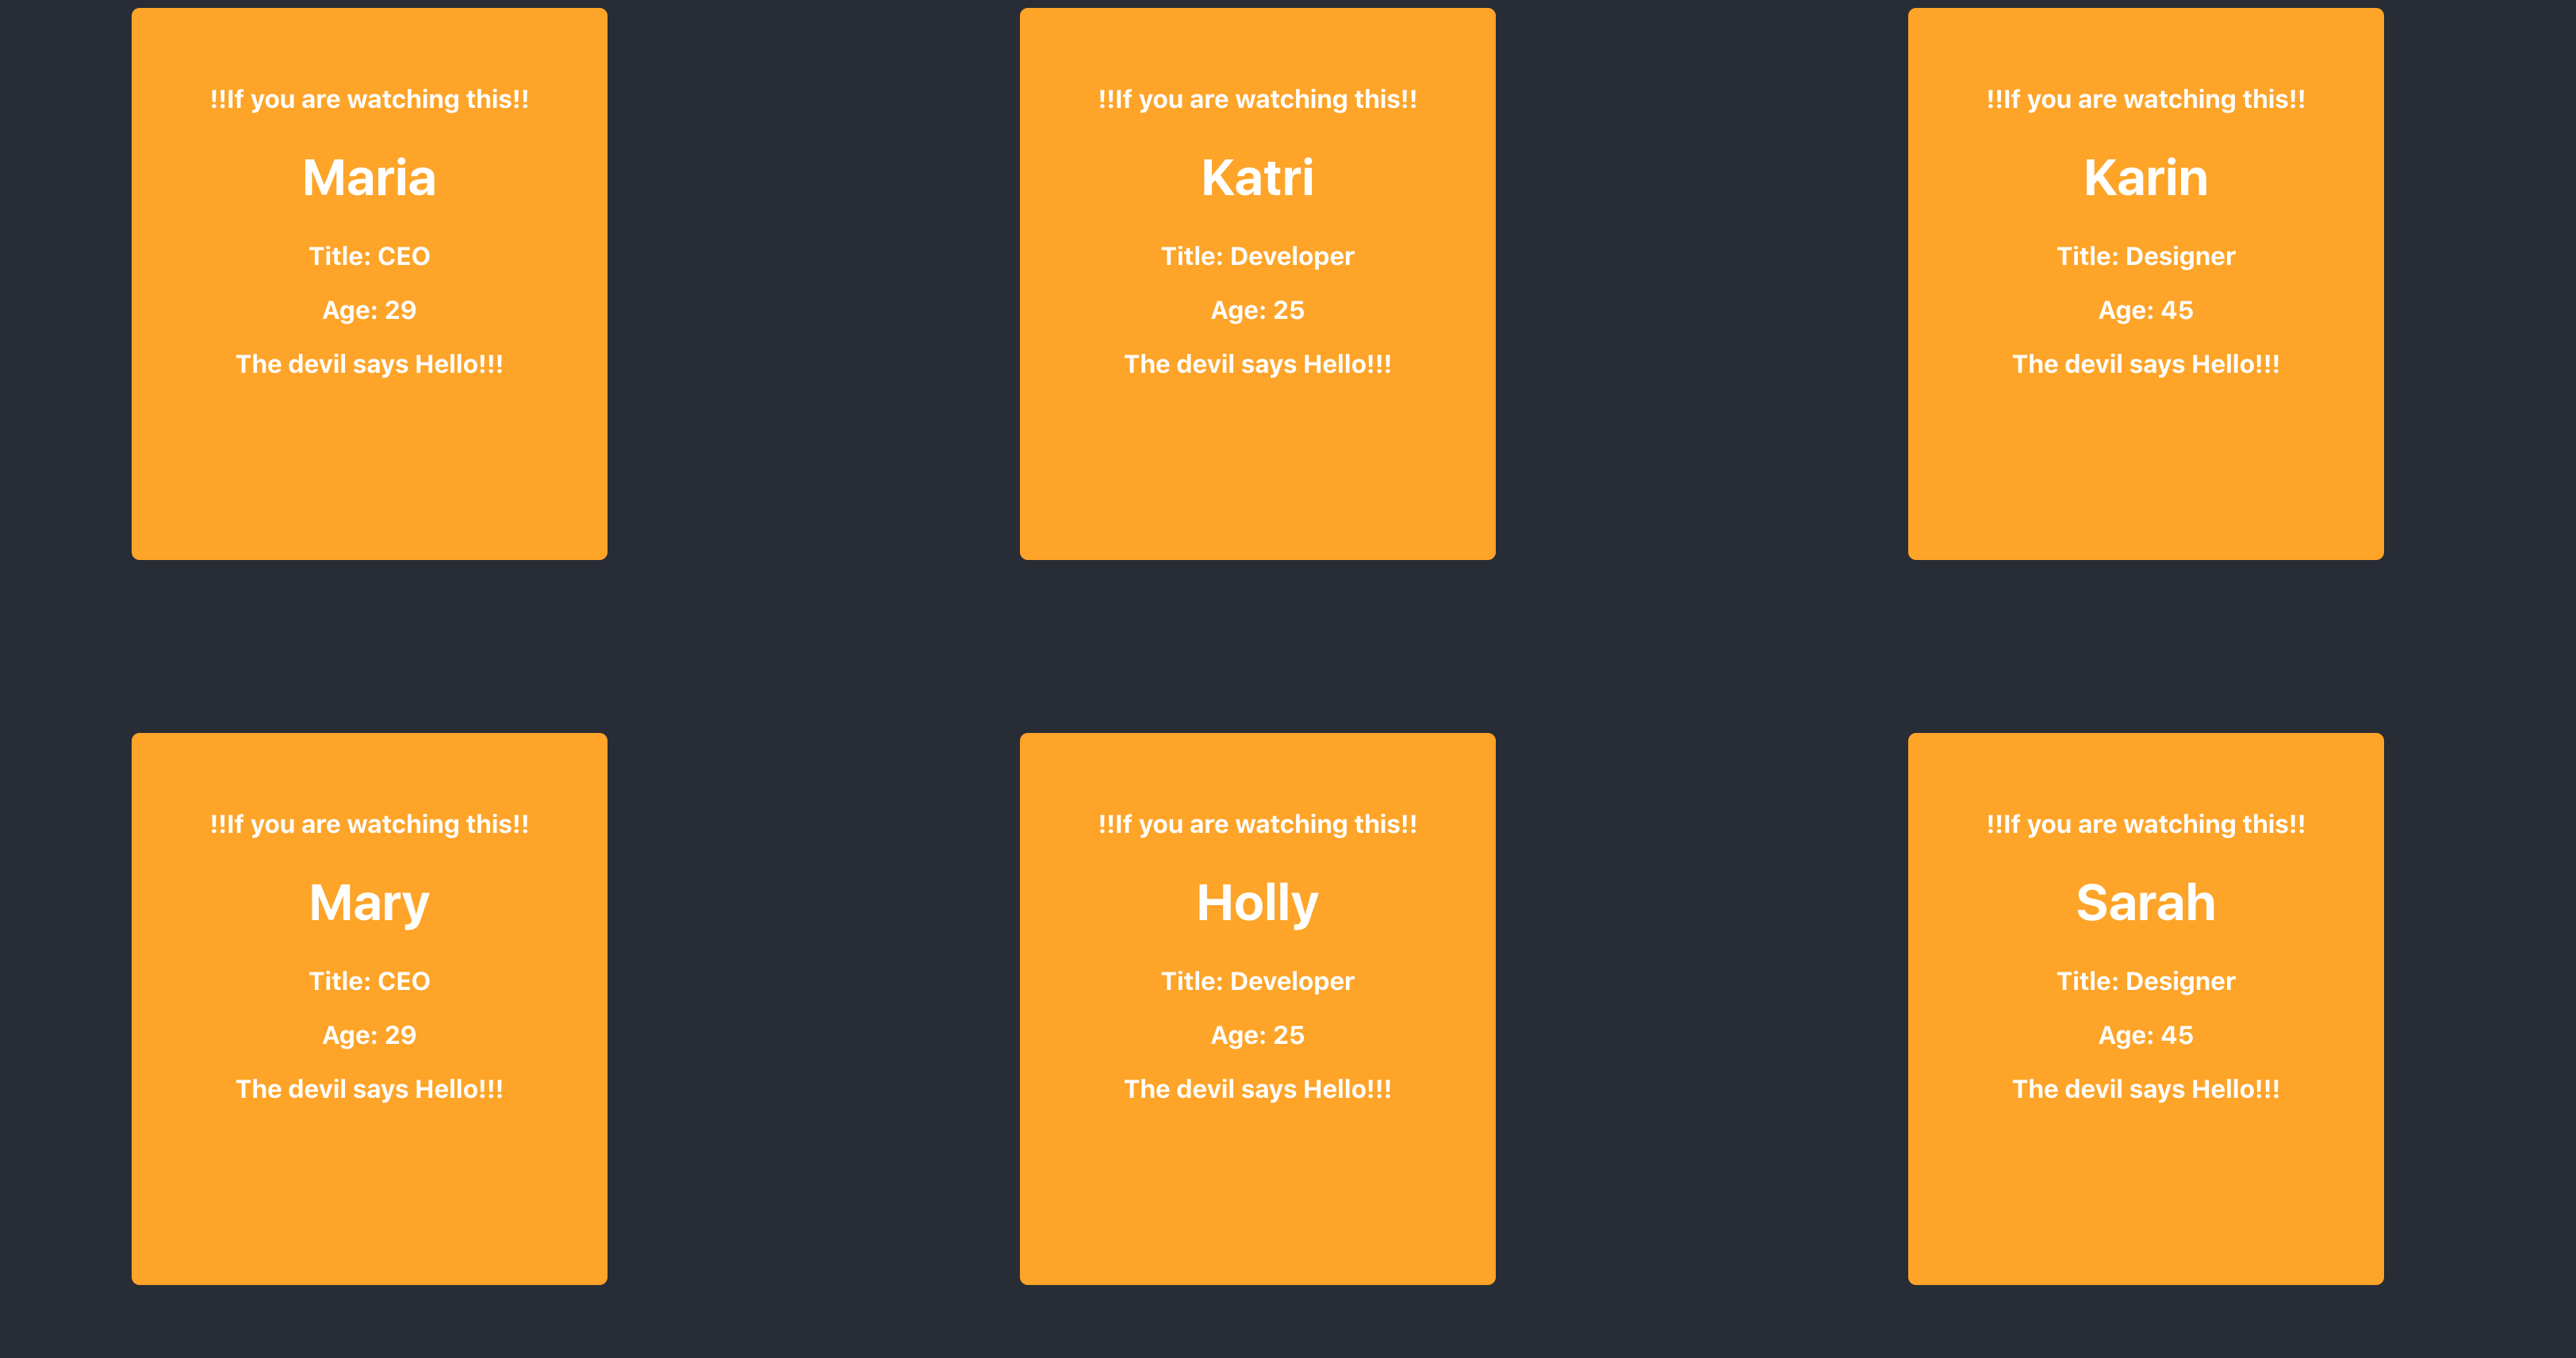 !!If you are watching this!!
Maria
Title: CEO
Age: 29
The devil says Hello!!!
!!If you are watching this!!
Katri
Title: Developer
Age: 25
The devil says Hello!!!
!!If you are watching this!!
Karin
Title: Designer
Age: 45
The devil says Hello!!!
!!If you are watching this!!
Mary
Title: CEO
Age: 29
The devil says Hello!!!
!!If you are watching this!!
Holly
Title: Developer
Age: 25
The devil says Hello!!!
!!If you are watching this!!
Sarah
Title: Designer
Age: 45
The devil says Hello!!!